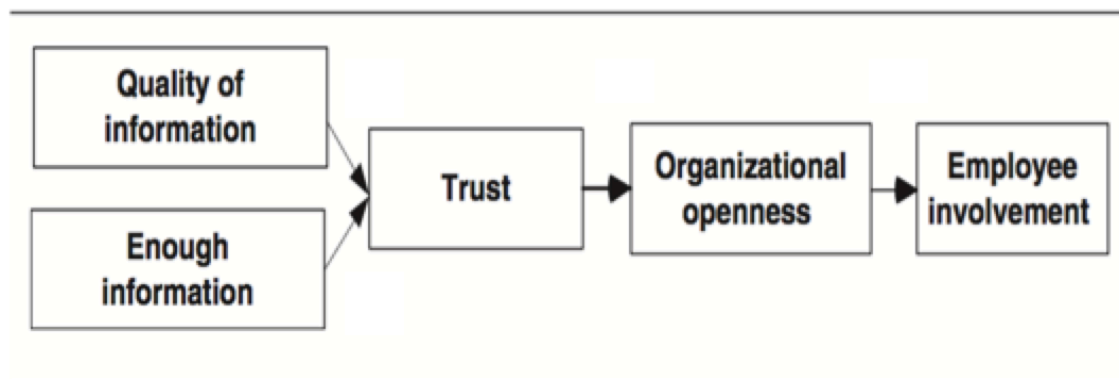 Quality of
information
Enough
information
Trust
Organizational
openness
Employee
involvement